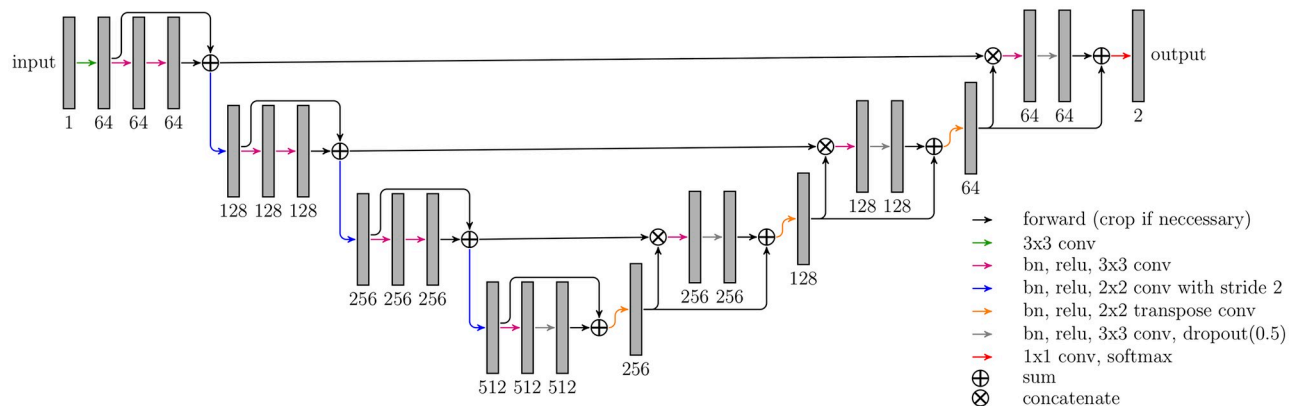 input
output
1 64 64 64
64 64
2
128 128 128
128 128
64
256 256 256
256 256
128
512 512 512
256
forward (crop if neccessary)
3x3 conv
bn, relu, 3x3 conv
bn, relu, 2x2 conv with stride 2
bn, relu, 2x2 transpose conv
bn, relu, 3x3 conv, dropout(0.5)
1x1 conv, softmax
sum
concatenate